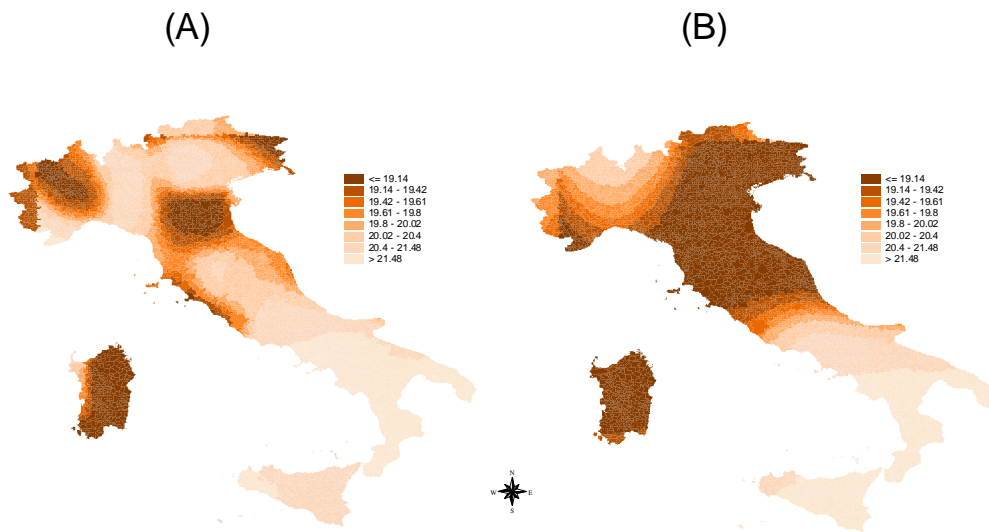 (A)
(B)
<= 19.14
19.14 - 19.42
19.42 - 19.61
19.61 - 19.8
19.8 - 20.02
20.02 - 20.4
20.4 - 21.48
> 21.48
<= 19.14
19.14 - 19.42
19.42 - 19.61
19.61 - 19.8
19.8 - 20.02
20.02 - 20.4
20.4 - 21.48
> 21.48
N
W E
S